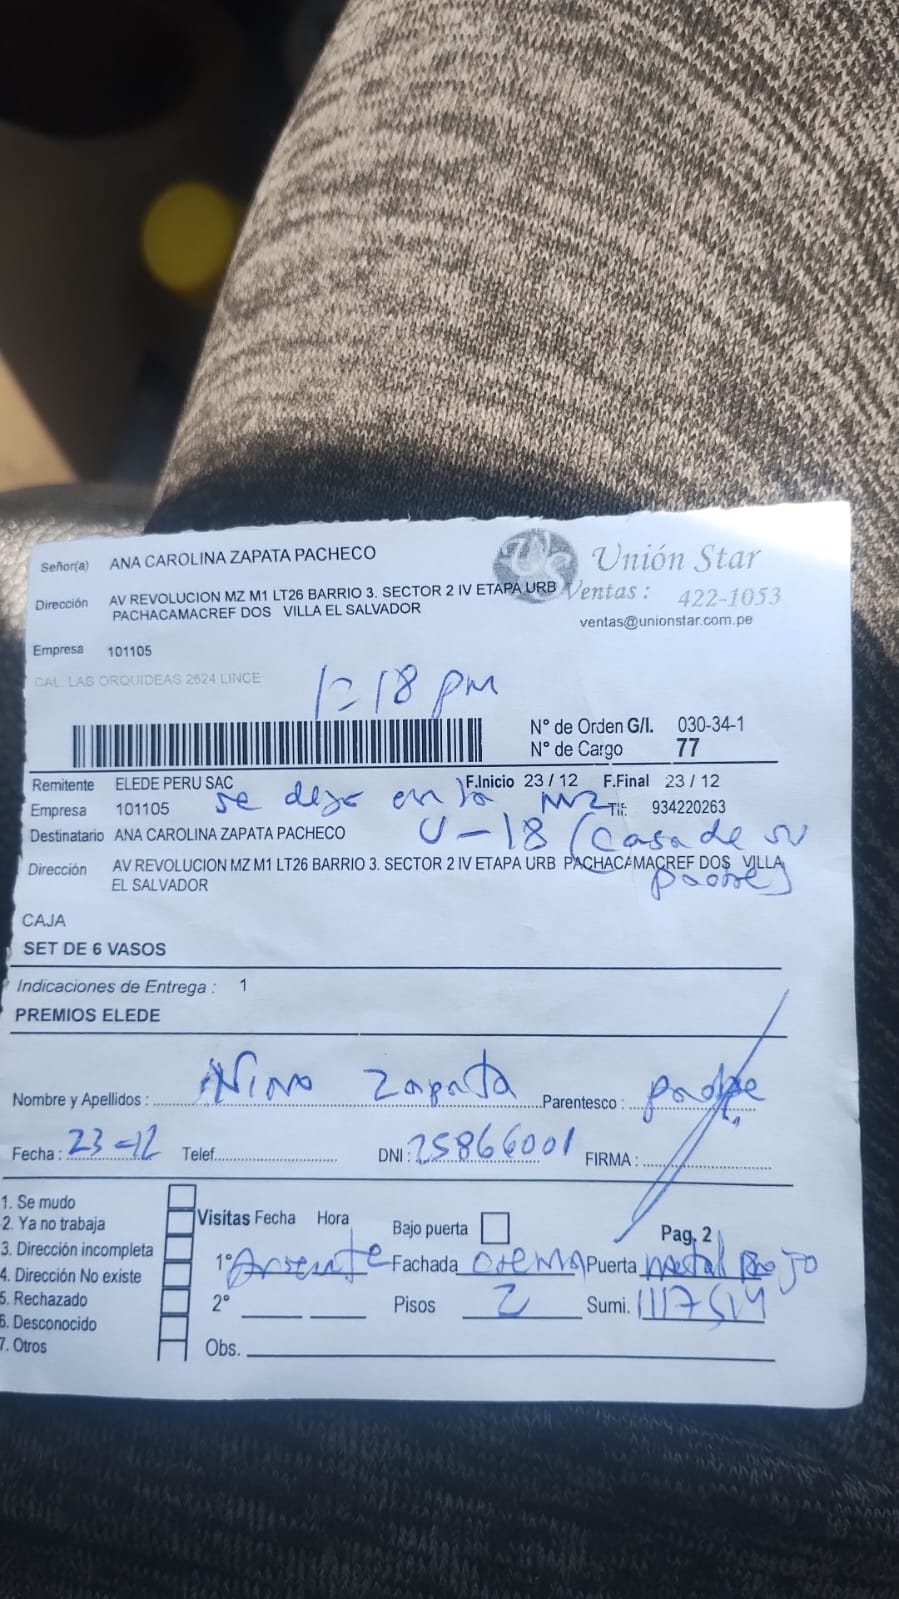 Señor(a) ANA CAROLINA ZAPATA PACHECO
Unión Star
Dirección AV REVOLUCION MZ M1 LT26 BARRIO 3. SECTOR 2 IV ETAPA URB
PACHACAMACREF DOS VILLA EL SALVADOR
Ventas : 422-1053
ventas@unionstar.com.pe
Empresa 101105
CAL. LAS ORQUIDEAS 2624 LINCE
1:18 pm
N° de Orden G/I. 030-34-1
N° de Cargo 77
Remitente ELEDE PERU SAC F.Inicio 23 / 12 F.Final 23 / 12
se dejo en la Mz
Empresa 101105 Tlf: 934220263
U-18 (Casa de su
Destinatario ANA CAROLINA ZAPATA PACHECO
Dirección AV REVOLUCION MZ M1 LT26 BARRIO 3. SECTOR 2 IV ETAPA URB PACHACAMACREF DOS VILLA
EL SALVADOR
CAJA
SET DE 6 VASOS
Indicaciones de Entrega : 1
PREMIOS ELEDE
Nombre y Apellidos : Nino Zapata Parentesco : padre
Fecha : 23-12 Telef. DNI : 25866001 FIRMA :
1. Se mudo
2. Ya no trabaja
3. Dirección incompleta
4. Dirección No existe
5. Rechazado
6. Desconocido
7. Otros
Visitas Fecha Hora Bajo puerta Pag. 2
1° Ausente Fachada crema Puerta metal Rojo
2° Pisos 2 Sumi.
Obs.